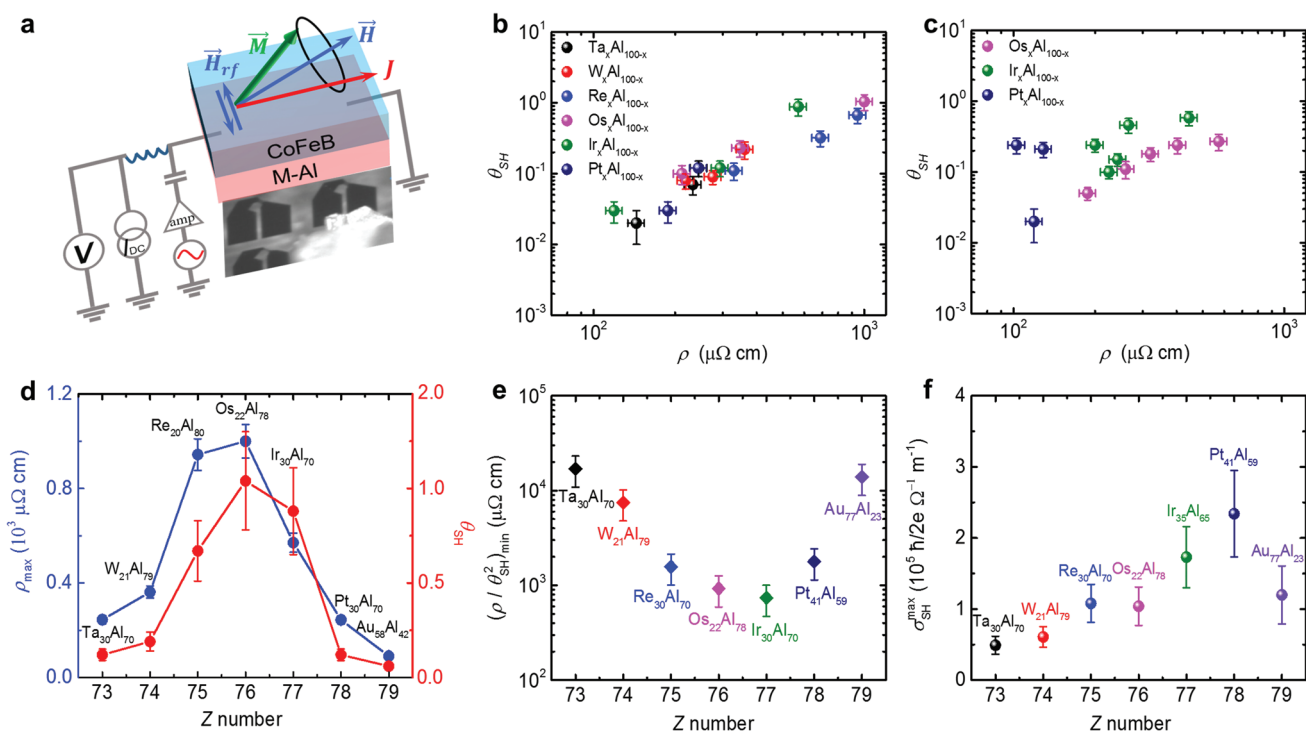 a
H_rf
M
H
J
CoFeB
M-Al
V
I_DC
amp
b
θ_SH
10^1
10^0
10^-1
10^-2
10^-3
Ta_xAl_100-x
W_xAl_100-x
Re_xAl_100-x
Os_xAl_100-x
Ir_xAl_100-x
Pt_xAl_100-x
10^2
10^3
ρ (μΩ cm)
c
θ_SH
10^1
10^0
10^-1
10^-2
10^-3
Os_xAl_100-x
Ir_xAl_100-x
Pt_xAl_100-x
10^2
10^3
ρ (μΩ cm)
d
ρ_max (10^3 μΩ cm)
1.2
0.8
0.4
0.0
Os_22Al_78
Re_20Al_80
Ir_30Al_70
W_21Al_79
Ta_30Al_70
Pt_30Al_70
Au_58Al_42
2.0
1.0
0.5
0.0
θ_SH
73 74 75 76 77 78 79
Z number
e
(ρ / θ_SH^2)_min (μΩ cm)
10^5
10^4
10^3
10^2
Ta_30Al_70
W_21Al_79
Re_30Al_70
Os_22Al_78
Ir_30Al_70
Pt_41Al_59
Au_77Al_23
73 74 75 76 77 78 79
Z number
f
σ_SH^max (10^5 ℏ/2e Ω^-1 m^-1)
4
3
2
1
0
Ta_30Al_70
W_21Al_79
Re_30Al_70
Os_22Al_78
Ir_35Al_65
Pt_41Al_59
Au_77Al_23
73 74 75 76 77 78 79
Z number